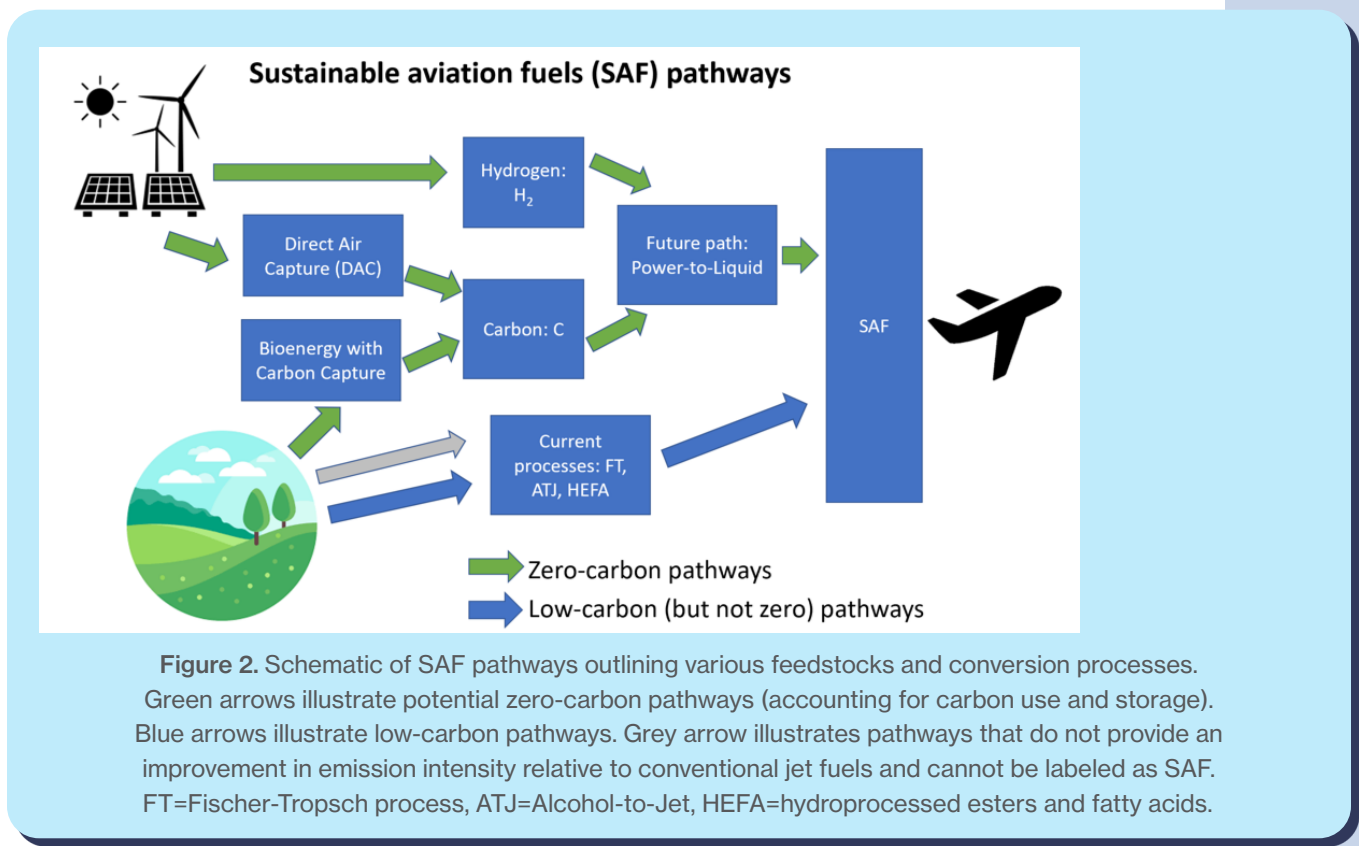 Sustainable aviation fuels (SAF) pathways
Hydrogen:
H₂
Direct Air
Capture (DAC)
Future path:
Power-to-Liquid
Carbon: C
SAF
Bioenergy with
Carbon Capture
Current
processes: FT,
ATJ, HEFA
Zero-carbon pathways
Low-carbon (but not zero) pathways
Figure 2. Schematic of SAF pathways outlining various feedstocks and conversion processes.
Green arrows illustrate potential zero-carbon pathways (accounting for carbon use and storage).
Blue arrows illustrate low-carbon pathways. Grey arrow illustrates pathways that do not provide an
improvement in emission intensity relative to conventional jet fuels and cannot be labeled as SAF.
FT=Fischer-Tropsch process, ATJ=Alcohol-to-Jet, HEFA=hydroprocessed esters and fatty acids.